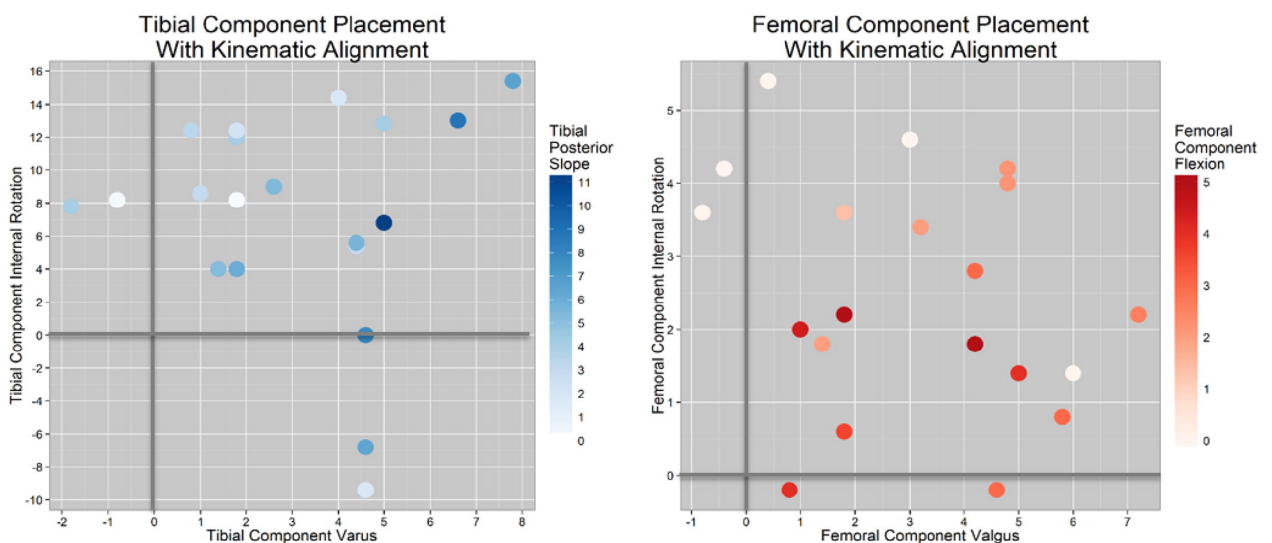 Tibial Component Placement
With Kinematic Alignment
Tibial Component Internal Rotation
16
14
12
10
8
6
4
2
0
-2
-4
-6
-8
-10
-2 -1 0 1 2 3 4 5 6 7 8
Tibial Component Varus
Tibial
Posterior
Slope
11
10
9
8
7
6
5
4
3
2
1
0
Femoral Component Placement
With Kinematic Alignment
Femoral Component Internal Rotation
5
4
3
2
1
0
-1 0 1 2 3 4 5 6 7
Femoral Component Valgus
Femoral
Component
Flexion
5
4
3
2
1
0